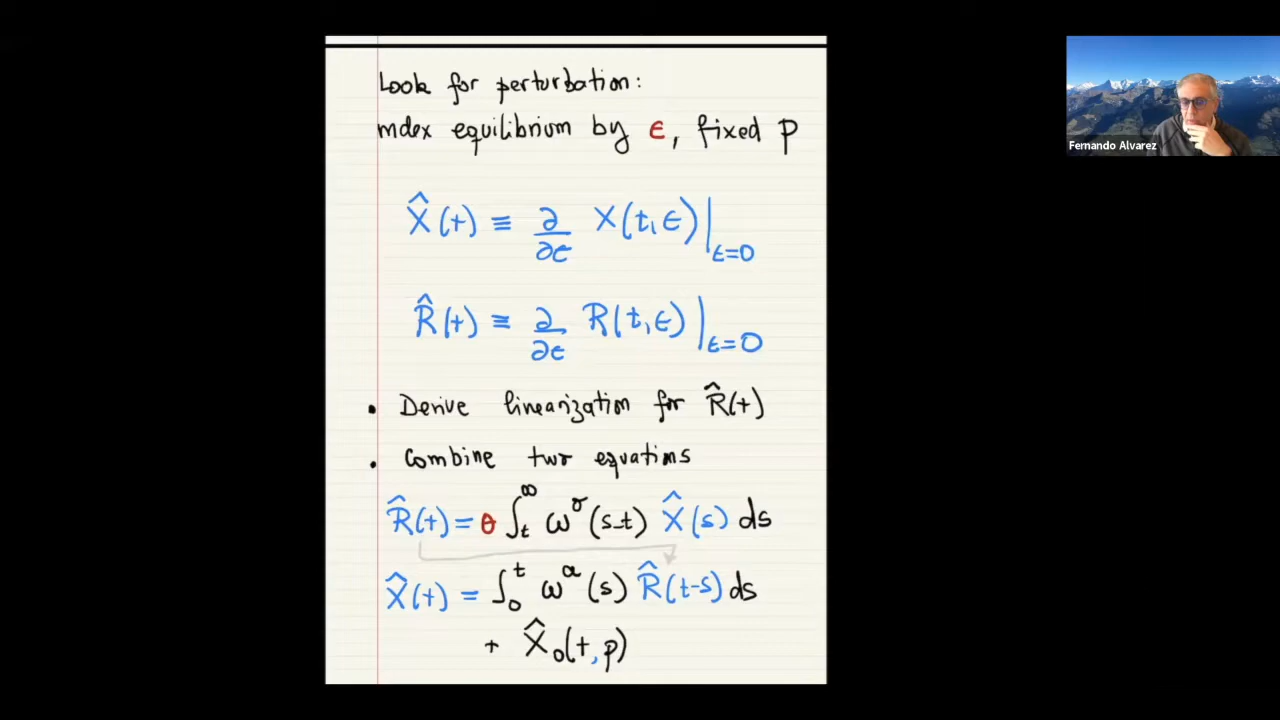 Look for perturbation:
index equilibrium by ϵ, fixed p
X̂(t) ≡ ∂/∂ϵ X(t,ϵ)|ϵ=0
R̂(t) ≡ ∂/∂ϵ R(t,ϵ)|ϵ=0
• Derive linearization for R̂(t)
• Combine two equations
R̂(t) = θ ∫_t^∞ ω^σ(s-t) X̂(s) ds
X̂(t) = ∫_0^t ω^a(s) R̂(t-s) ds
+ X̂_0(t,p)
Fernando Alvarez